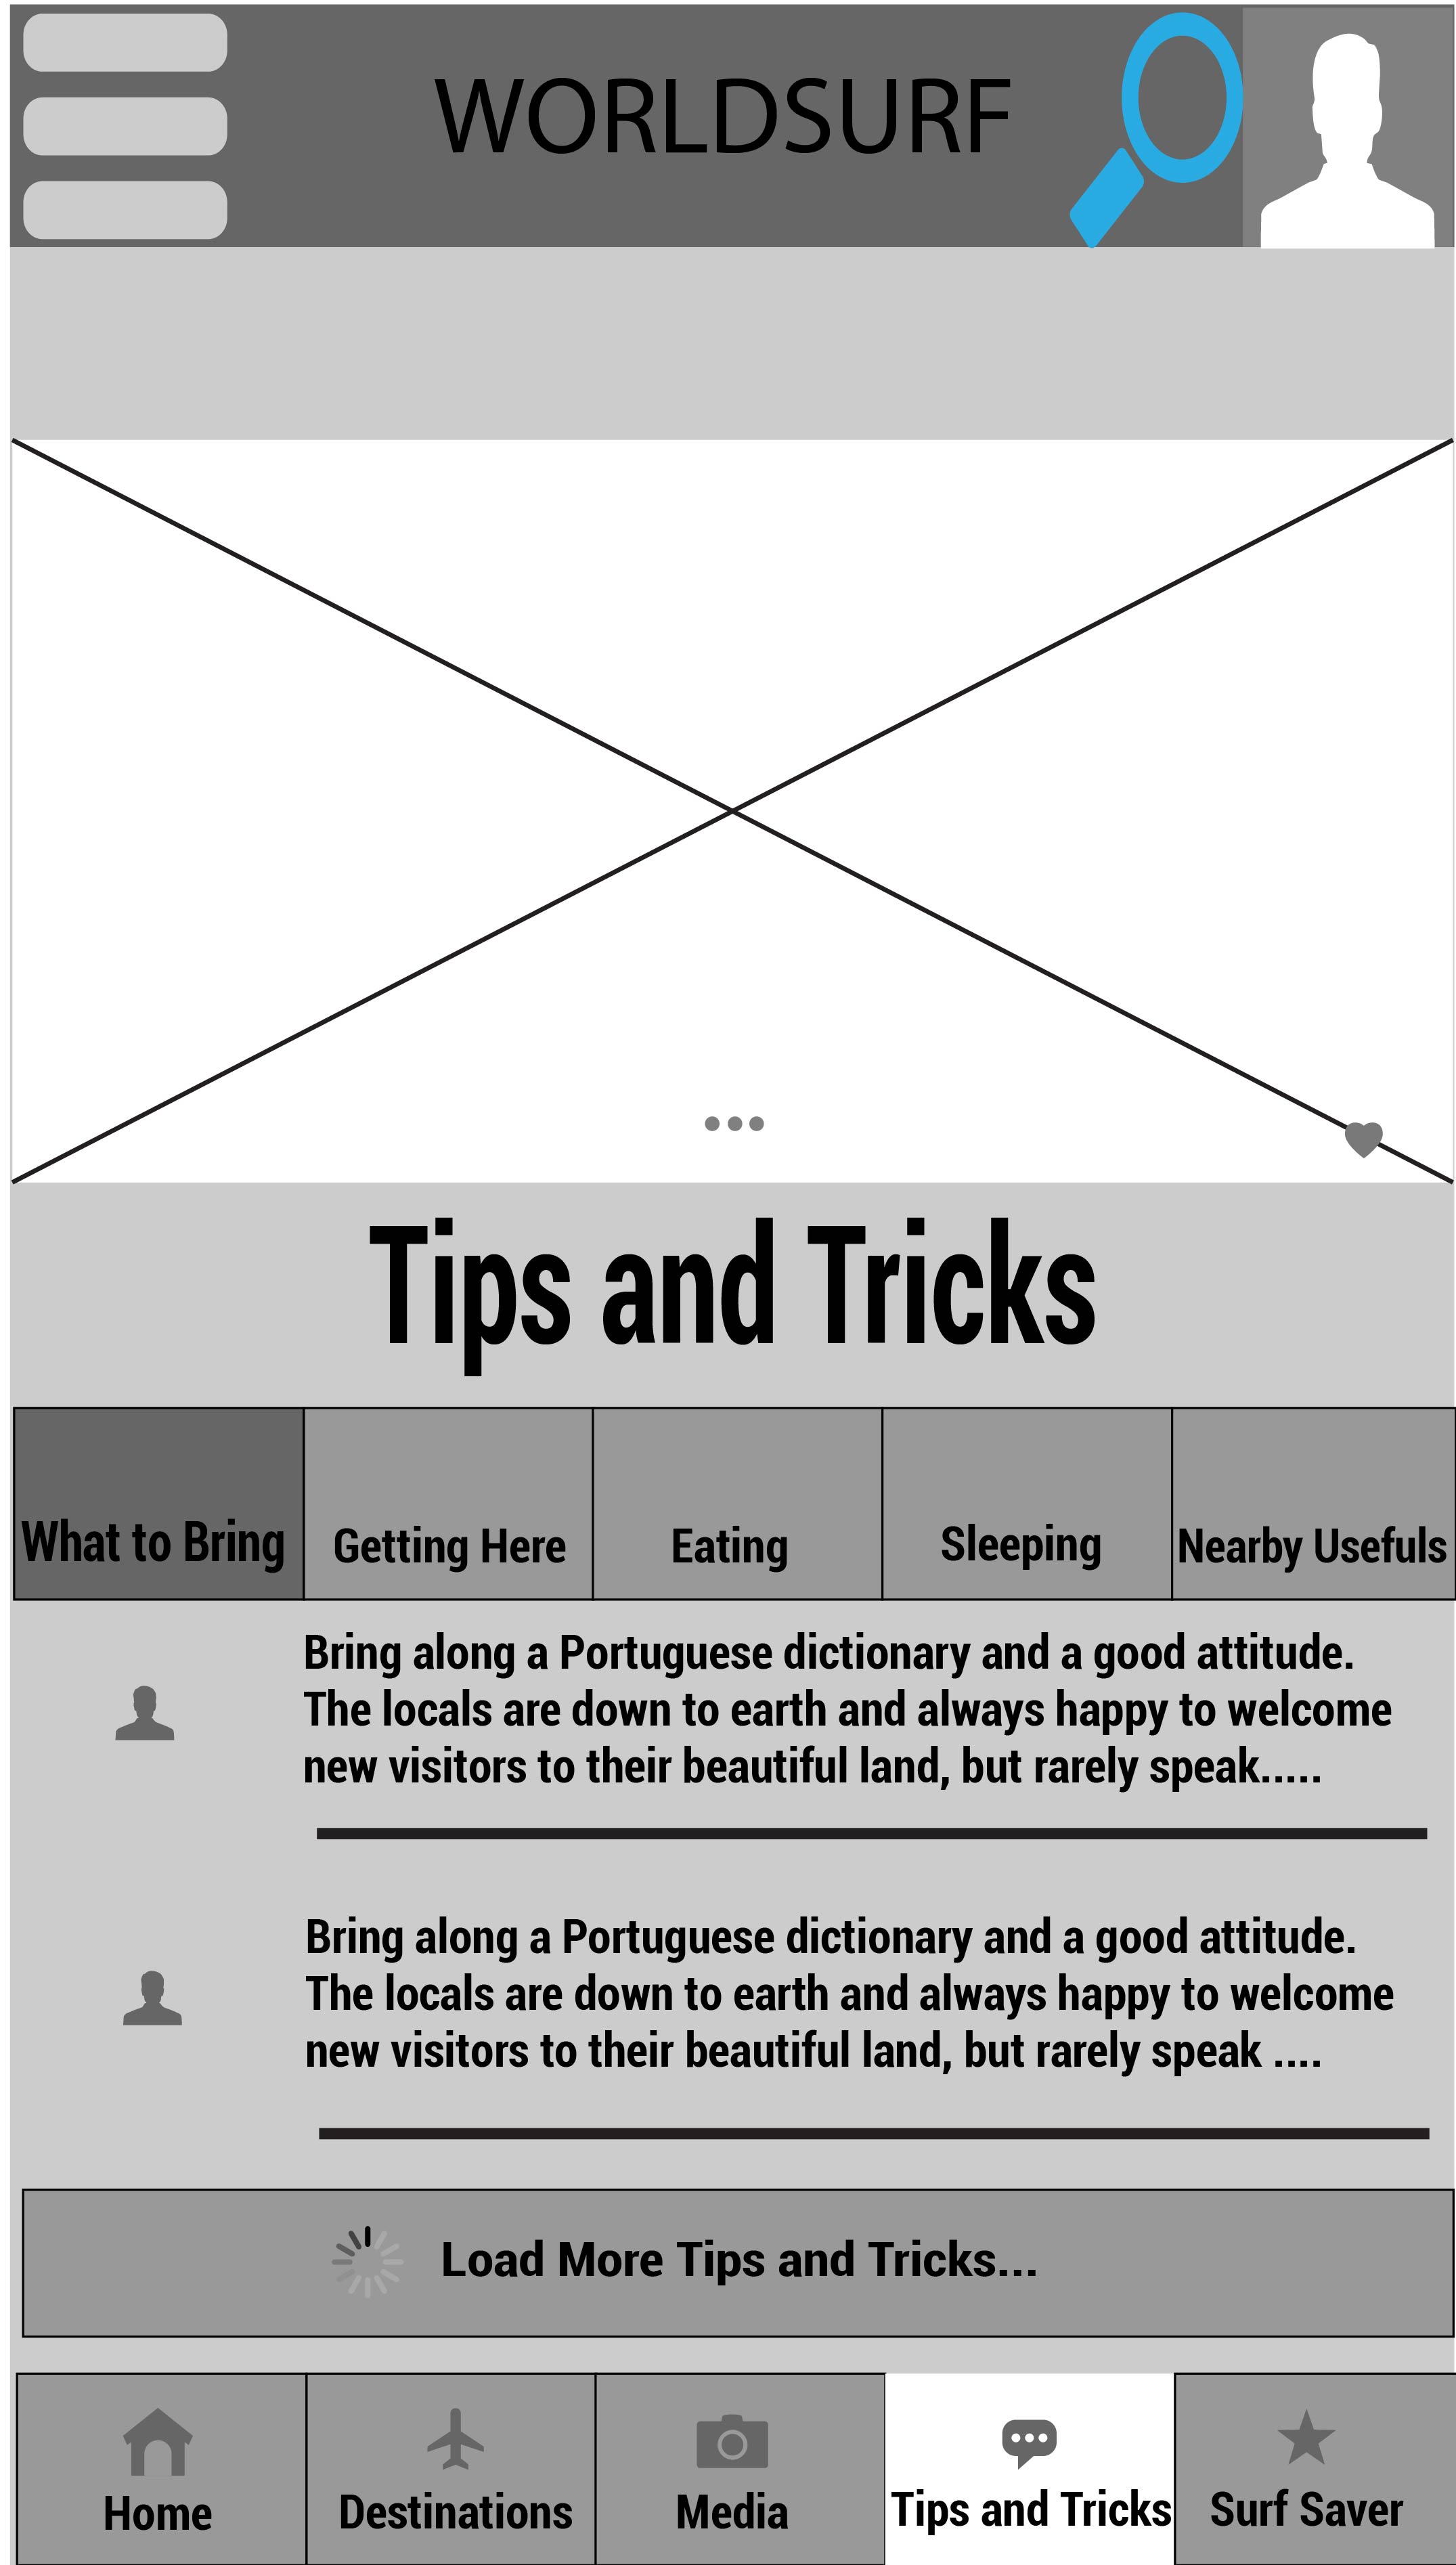 WORLDSURF
Tips and Tricks
What to Bring
Getting Here
Eating
Sleeping
Nearby Usefuls
Bring along a Portuguese dictionary and a good attitude.
The locals are down to earth and always happy to welcome
new visitors to their beautiful land, but rarely speak.....
Bring along a Portuguese dictionary and a good attitude.
The locals are down to earth and always happy to welcome
new visitors to their beautiful land, but rarely speak ....
Load More Tips and Tricks...
Home
Destinations
Media
Tips and Tricks
Surf Saver